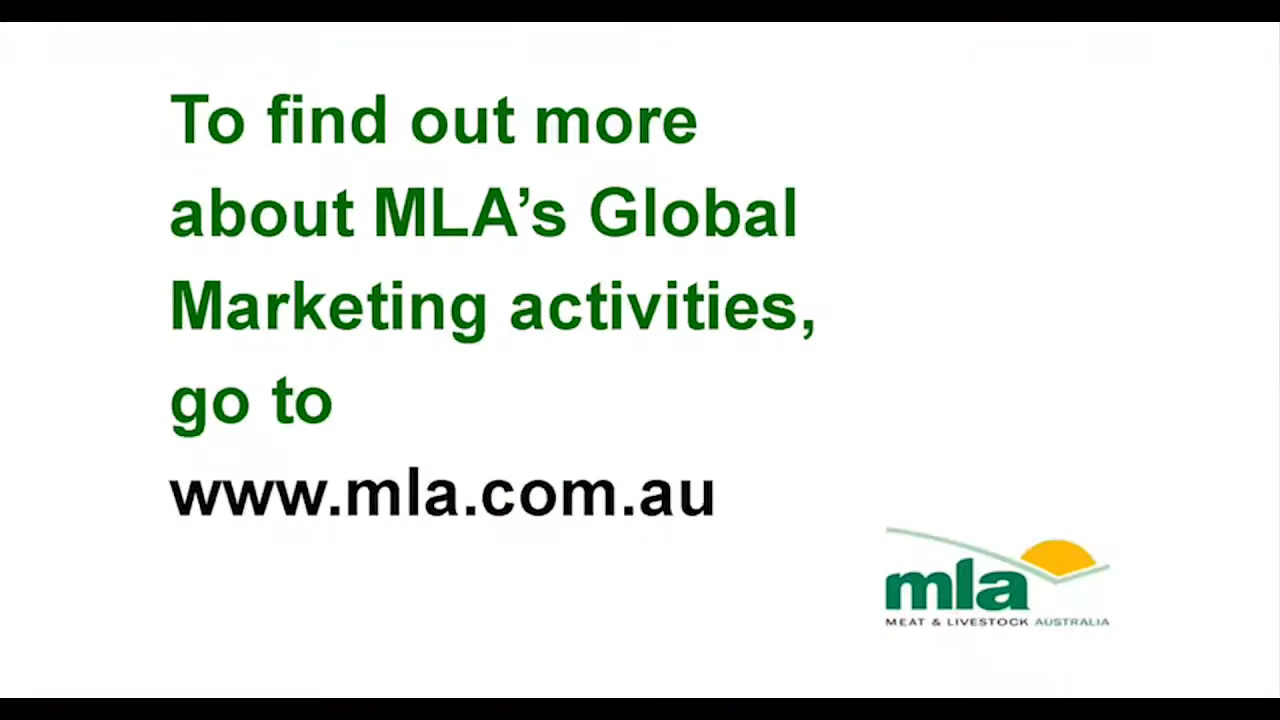 To find out more
about MLA’s Global
Marketing activities,
go to
www.mla.com.au
mla
MEAT & LIVESTOCK AUSTRALIA